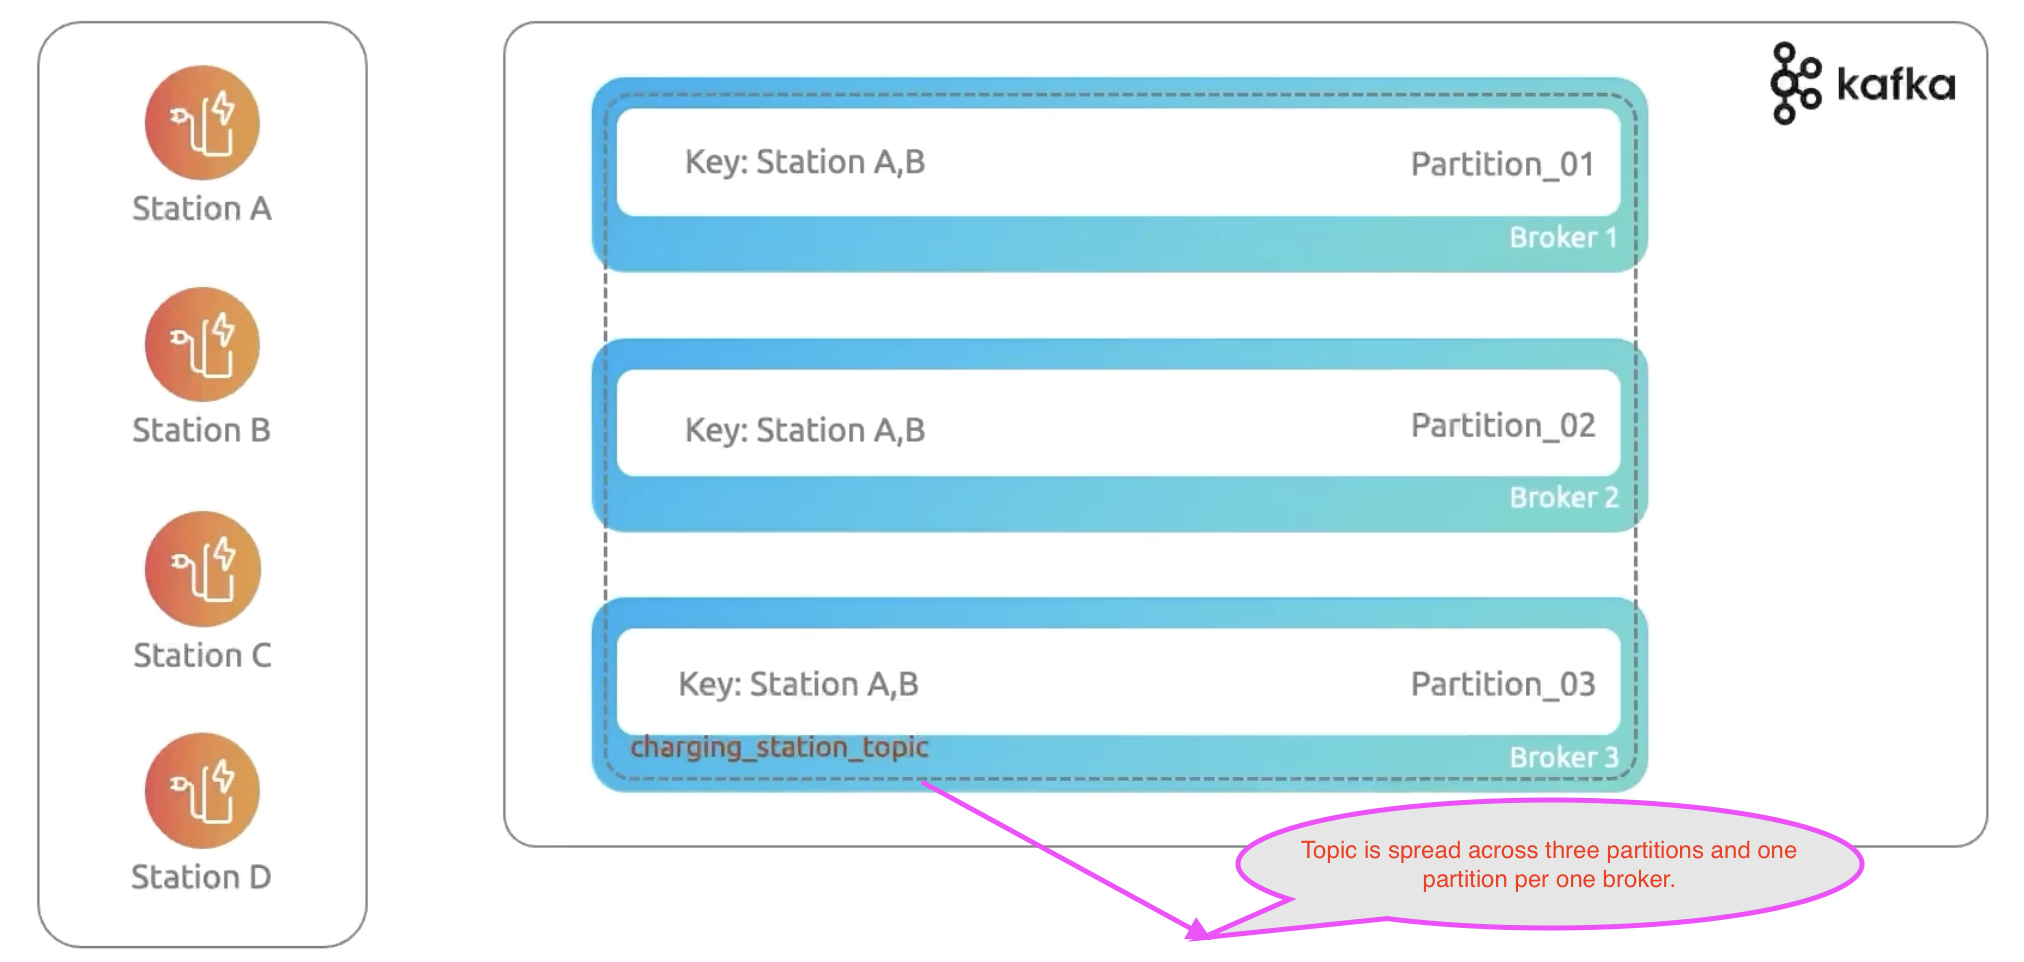 Station A
Station B
Station C
Station D
kafka
Key: Station A,B
Partition_01
Broker 1
Key: Station A,B
Partition_02
Broker 2
Key: Station A,B
Partition_03
charging_station_topic
Broker 3
Topic is spread across three partitions and one
partition per one broker.